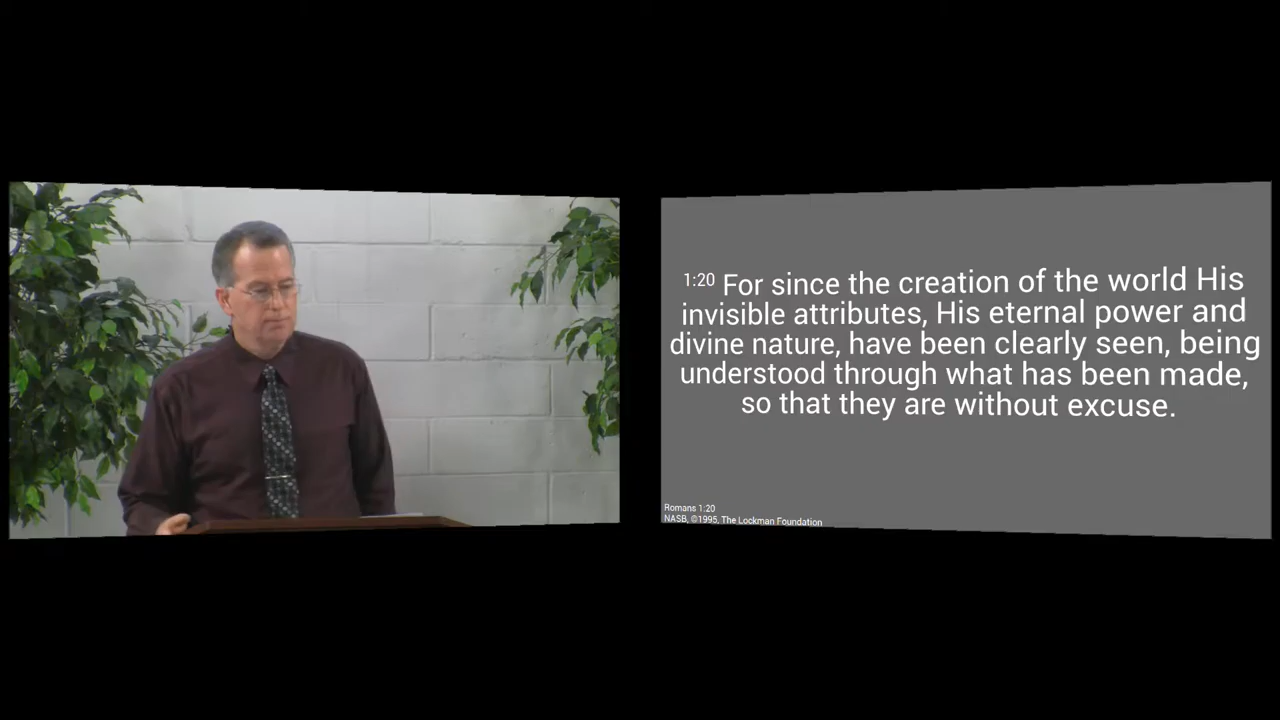 1:20 For since the creation of the world His
invisible attributes, His eternal power and
divine nature, have been clearly seen, being
understood through what has been made,
so that they are without excuse.
Romans 1:20
NASB, ©1995, The Lockman Foundation